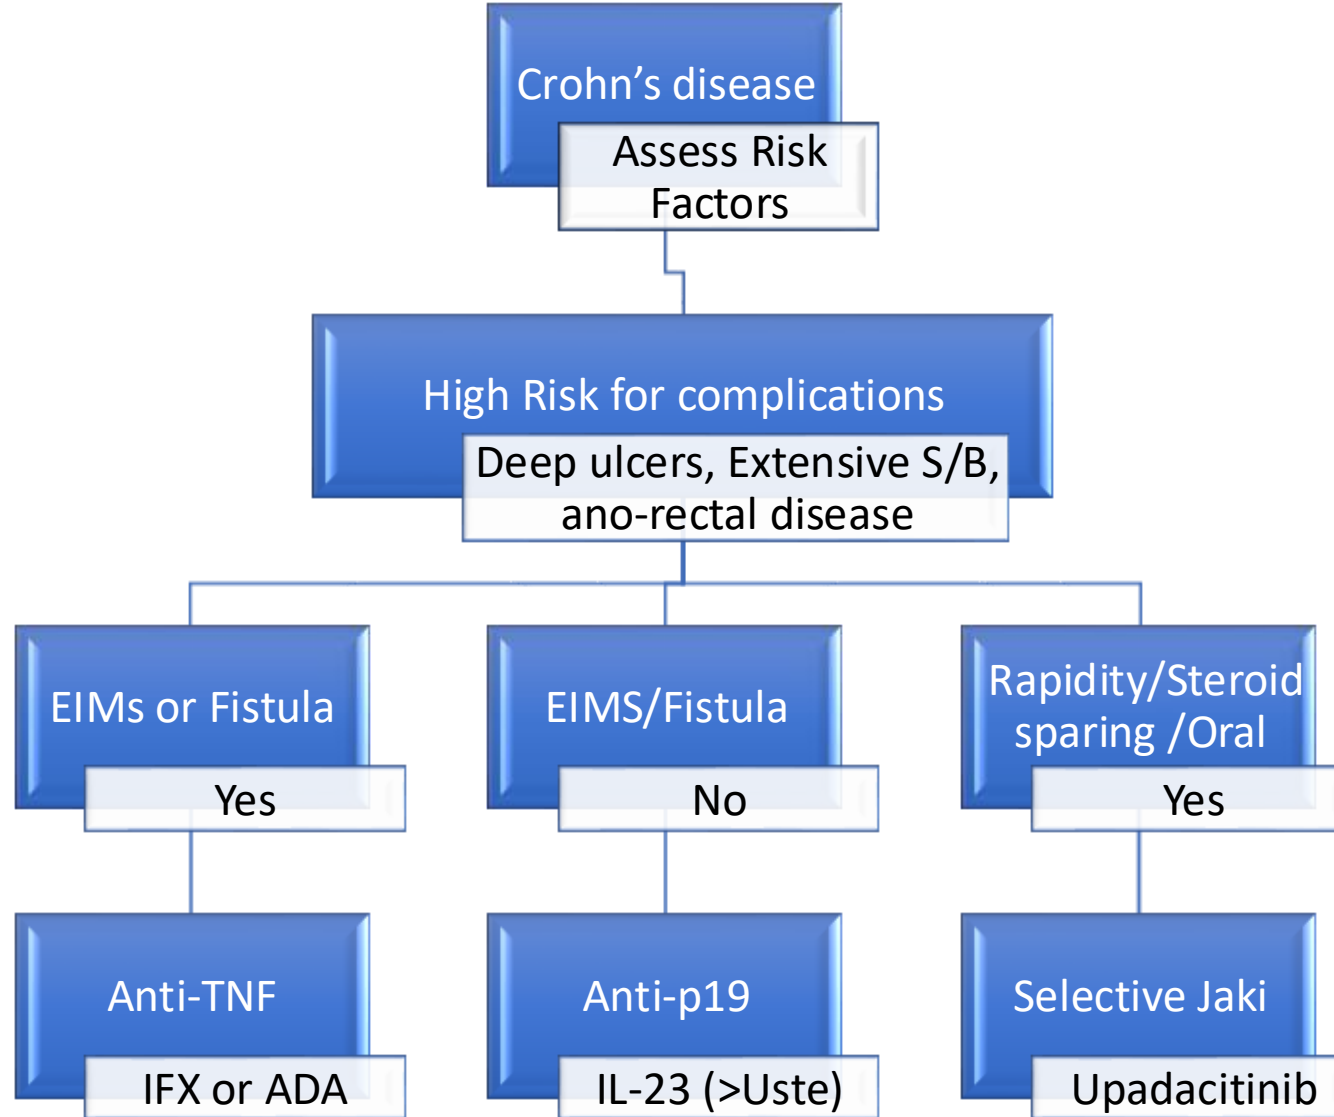 Crohn’s disease
Assess Risk
Factors
High Risk for complications
Deep ulcers, Extensive S/B,
ano-rectal disease
EIMs or Fistula
Yes
EIMS/Fistula
No
Rapidity/Steroid
sparing /Oral
Yes
Anti-TNF
IFX or ADA
Anti-p19
IL-23 (>Uste)
Selective Jaki
Upadacitinib